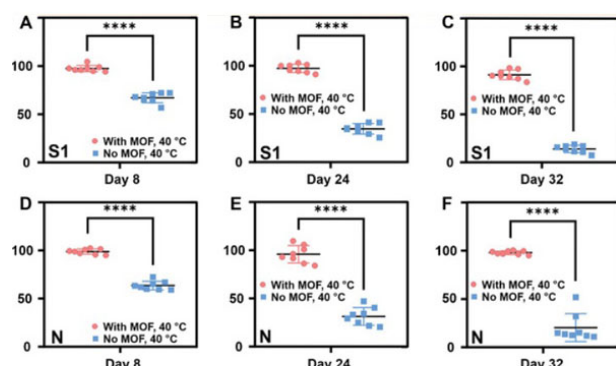 A
****
100
50
0
With MOF, 40 °C
No MOF, 40 °C
S1
Day 8
B
****
100
50
0
With MOF, 40 °C
No MOF, 40 °C
S1
Day 24
C
****
100
50
0
With MOF, 40 °C
No MOF, 40 °C
S1
Day 32
D
****
100
50
0
With MOF, 40 °C
No MOF, 40 °C
N
Day 8
E
****
100
50
0
With MOF, 40 °C
No MOF, 40 °C
N
Day 24
F
****
100
50
0
With MOF, 40 °C
No MOF, 40 °C
N
Day 32